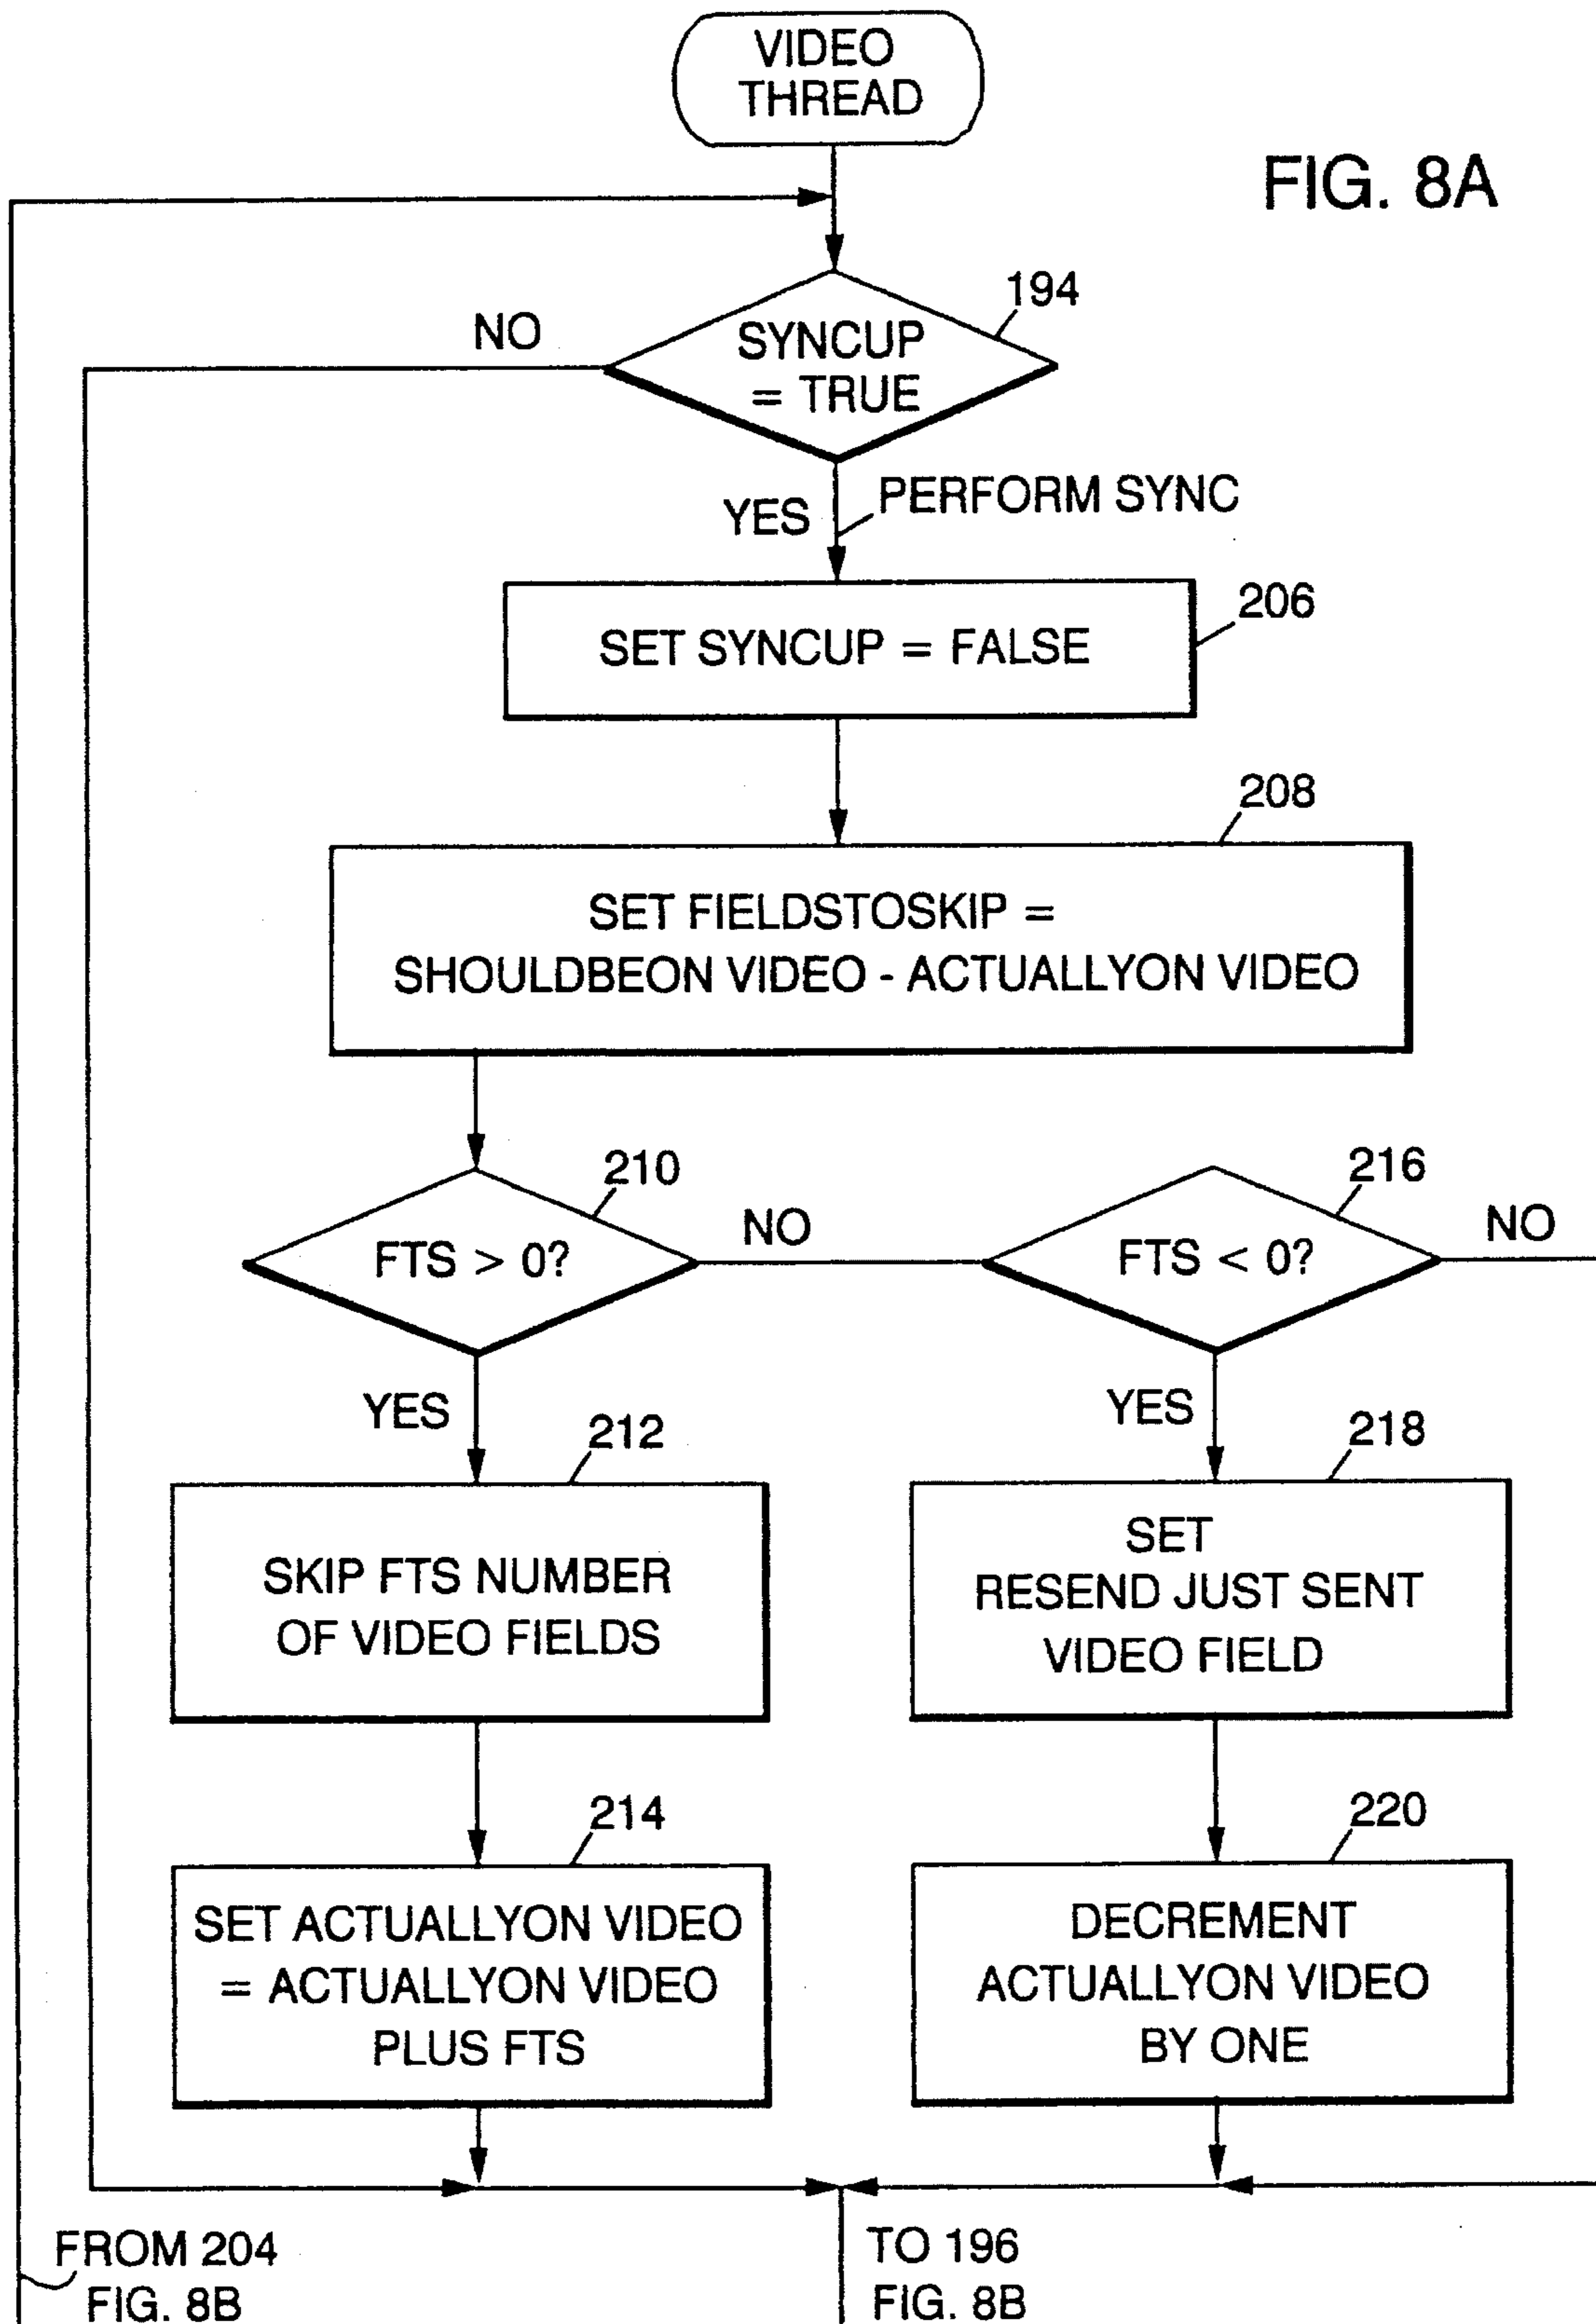 VIDEO
THREAD
FIG. 8A
194
NO
SYNCUP
= TRUE
YES
PERFORM SYNC
206
SET SYNCUP = FALSE
208
SET FIELDSTOSKIP =
SHOULDBEON VIDEO - ACTUALLYON VIDEO
210
FTS > 0?
NO
216
FTS < 0?
NO
YES
YES
212
SKIP FTS NUMBER
OF VIDEO FIELDS
218
SET
RESEND JUST SENT
VIDEO FIELD
214
SET ACTUALLYON VIDEO
= ACTUALLYON VIDEO
PLUS FTS
220
DECREMENT
ACTUALLYON VIDEO
BY ONE
FROM 204
FIG. 8B
TO 196
FIG. 8B